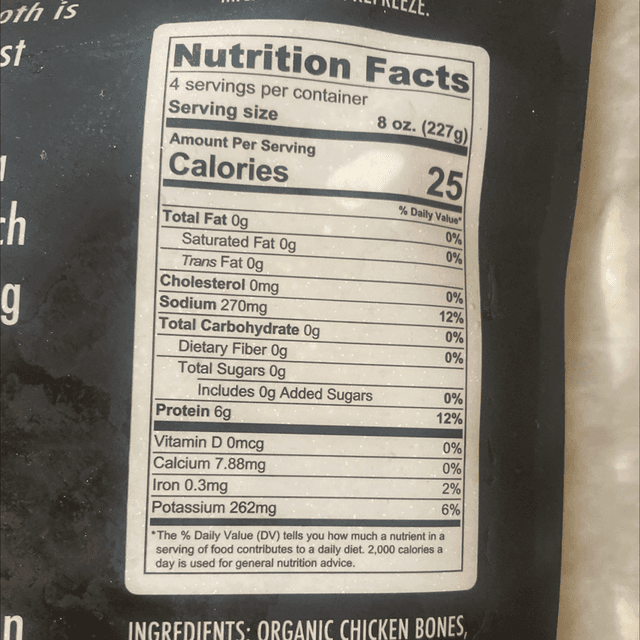 oth is
st
ch
g
n
REFREEZE.
Nutrition Facts
4 servings per container
Serving size 8 oz. (227g)
Amount Per Serving
Calories 25
% Daily Value*
Total Fat 0g 0%
Saturated Fat 0g 0%
Trans Fat 0g
Cholesterol 0mg 0%
Sodium 270mg 12%
Total Carbohydrate 0g 0%
Dietary Fiber 0g 0%
Total Sugars 0g
Includes 0g Added Sugars 0%
Protein 6g 12%
Vitamin D 0mcg 0%
Calcium 7.88mg 0%
Iron 0.3mg 2%
Potassium 262mg 6%
*The % Daily Value (DV) tells you how much a nutrient in a
serving of food contributes to a daily diet. 2,000 calories a
day is used for general nutrition advice.
INGREDIENTS: ORGANIC CHICKEN BONES,